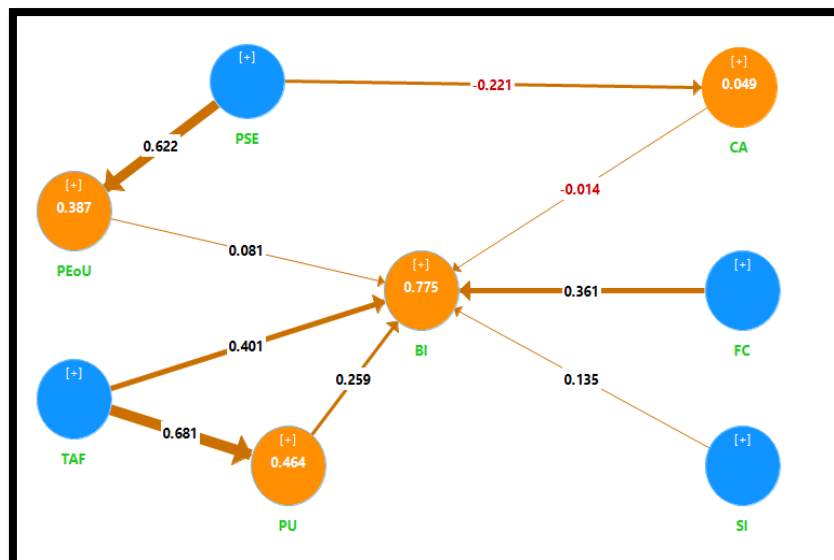 [+]
PSE
-0.221
[+]
0.049
CA
0.622
[+]
0.387
PEoU
-0.014
0.081
[+]
0.775
BI
0.361
[+]
FC
0.401
[+]
TAF
0.259
0.135
0.681
[+]
0.464
PU
[+]
SI